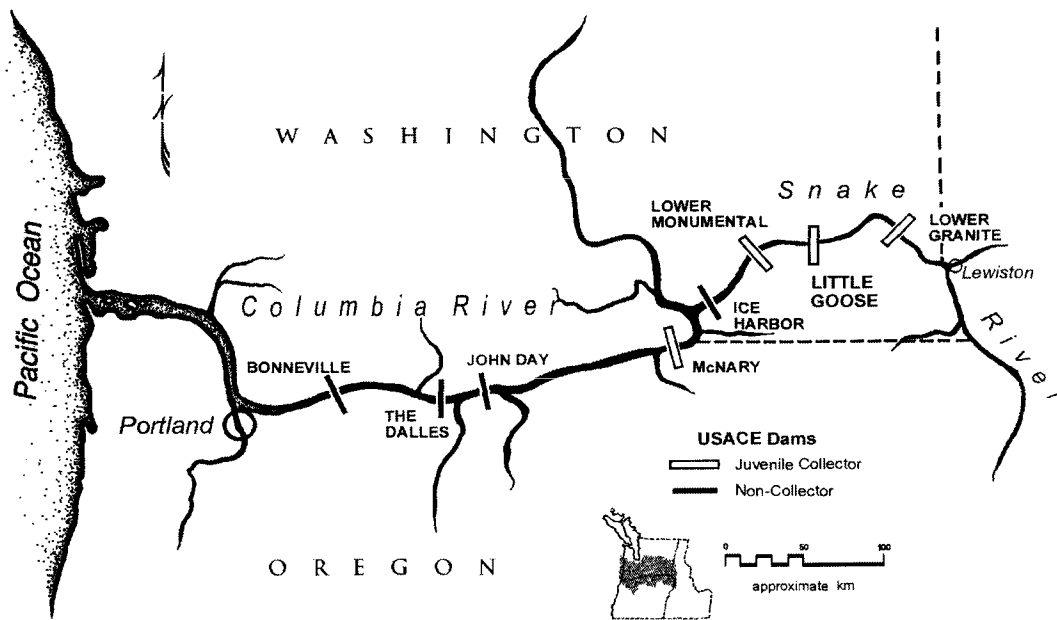 WASHINGTON
Pacific Ocean
Columbia River
Snake
River
LOWER
MONUMENTAL
LOWER
GRANITE
Lewiston
LITTLE
GOOSE
ICE
HARBOR
McNARY
JOHN DAY
THE
DALLES
BONNEVILLE
Portland
OREGON
USACE Dams
Juvenile Collector
Non-Collector
0 50 100
approximate km